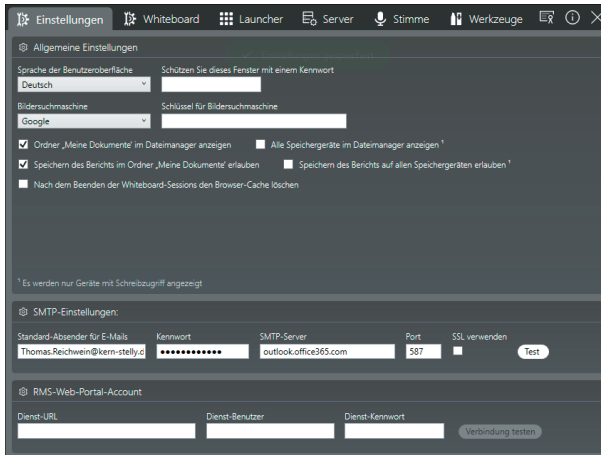 Einstellungen Whiteboard Launcher Server Stimme Werkzeuge
Allgemeine Einstellungen
Sprache der Benutzeroberfläche Schützen Sie dieses Fenster mit einem Kennwort
Deutsch
Bildersuchmaschine Schlüssel für Bildersuchmaschine
Google
Ordner „Meine Dokumente' im Dateimanager anzeigen Alle Speichergeräte im Dateimanager anzeigen ¹
Speichern des Berichts im Ordner „Meine Dokumente' erlauben Speichern des Berichts auf allen Speichergeräten erlauben ¹
Nach dem Beenden der Whiteboard-Sessions den Browser-Cache löschen
¹ Es werden nur Geräte mit Schreibzugriff angezeigt
SMTP-Einstellungen:
Standard-Absender für E-Mails Kennwort SMTP-Server Port SSL verwenden
Thomas.Reichwein@kern-stelly.d ●●●●●●●●●●●● outlook.office365.com 587 Test
RMS-Web-Portal-Account
Dienst-URL Dienst-Benutzer Dienst-Kennwort
Verbindung testen